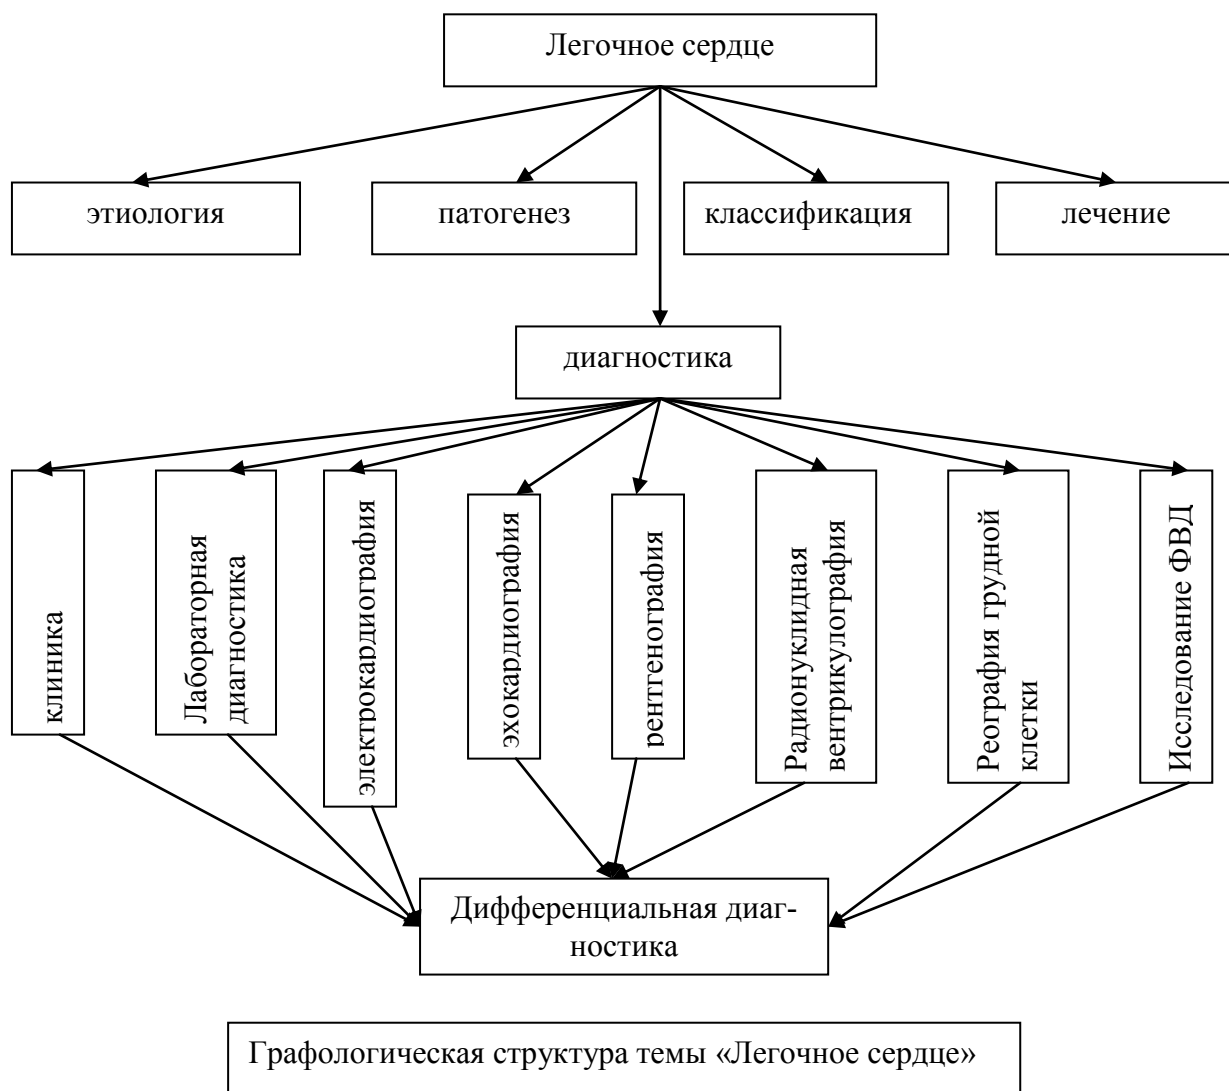 Легочное сердце
этиология
патогенез
классификация
лечение
диагностика
клиника
Лабораторная
диагностика
электрокардиография
эхокардиография
рентгенография
Радионуклидная
вентрикулография
Реография грудной
клетки
Исследование ФВД
Дифференциальная диаг-
ностика
Графологическая структура темы «Легочное сердце»